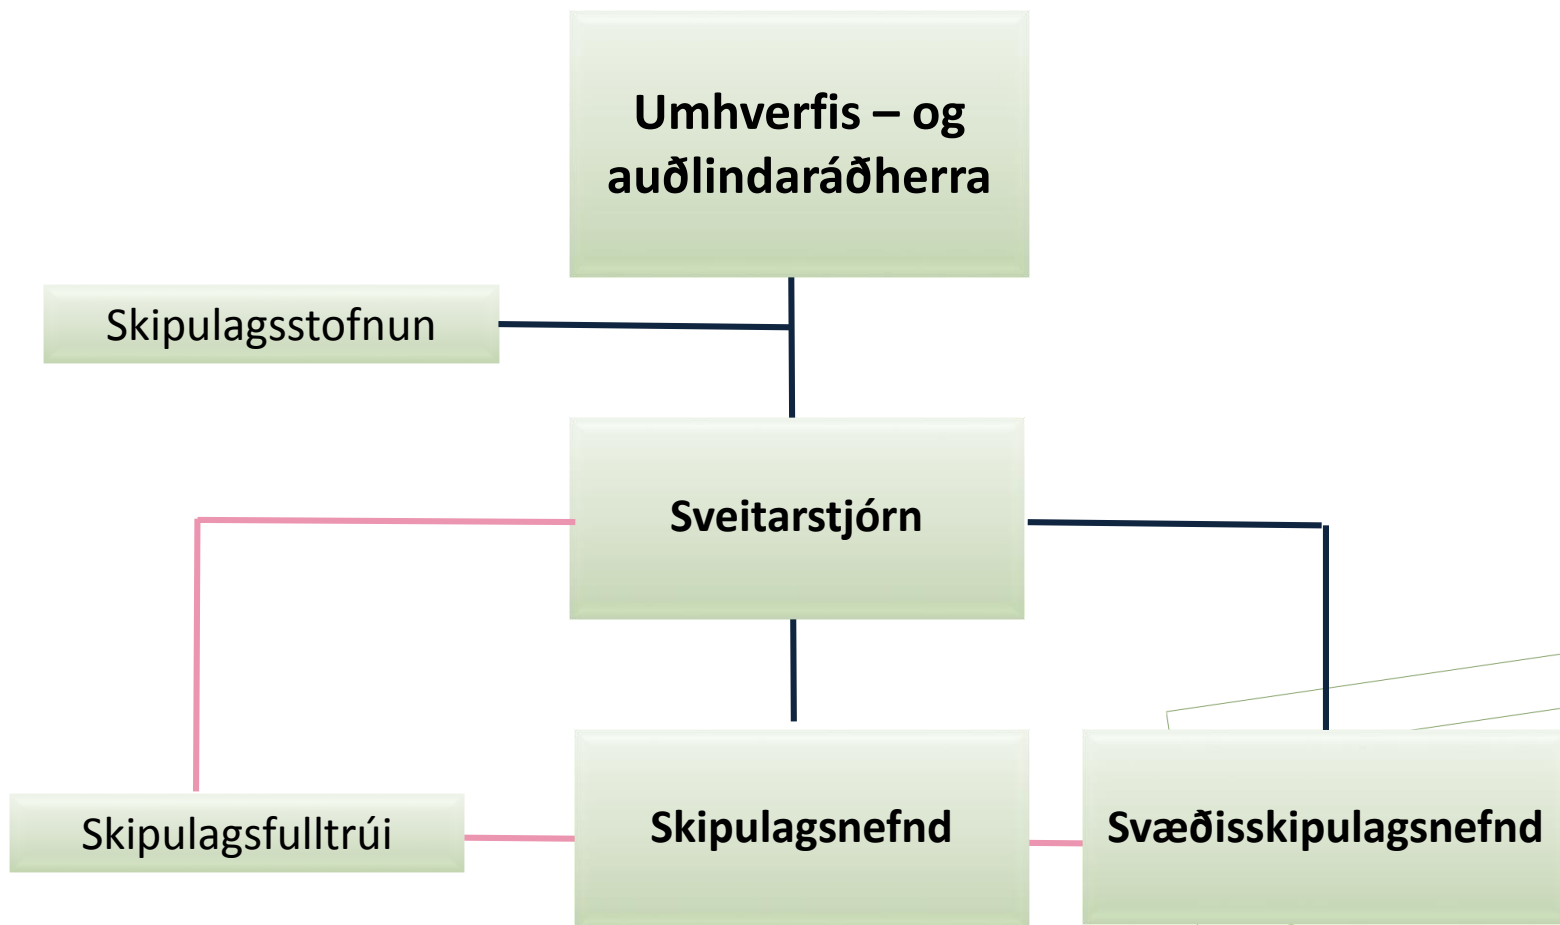 Umhverfis – og
auðlindaráðherra
Skipulagsstofnun
Sveitarstjórn
Skipulagsfulltrúi
Skipulagsnefnd
Svæðisskipulagsnefnd